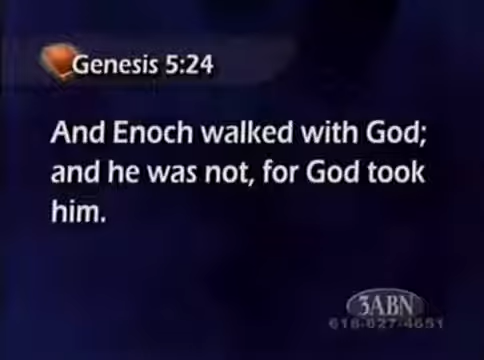 Genesis 5:24
And Enoch walked with God;
and he was not, for God took
him.
3ABN
618-627-4651